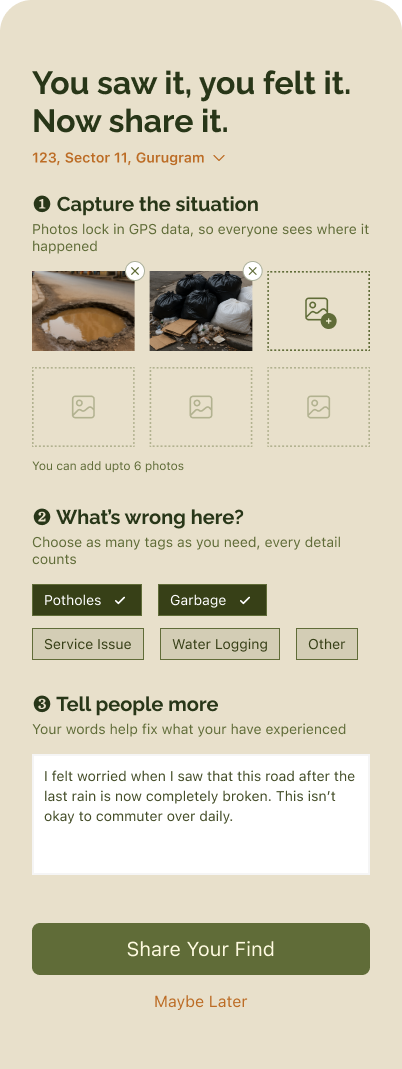 You saw it, you felt it.
Now share it.
123, Sector 11, Gurugram
❶ Capture the situation
Photos lock in GPS data, so everyone sees where it
happened
You can add upto 6 photos
❷ What’s wrong here?
Choose as many tags as you need, every detail
counts
Potholes Garbage
Service Issue Water Logging Other
❸ Tell people more
Your words help fix what your have experienced
I felt worried when I saw that this road after the
last rain is now completely broken. This isn’t
okay to commuter over daily.
Share Your Find
Maybe Later